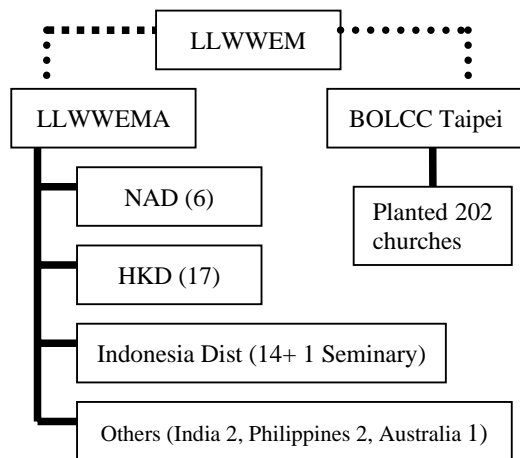 LLWWEM
LLWWEMA
BOLCC Taipei
NAD (6)
Planted 202
churches
HKD (17)
Indonesia Dist (14+ 1 Seminary)
Others (India 2, Philippines 2, Australia 1)